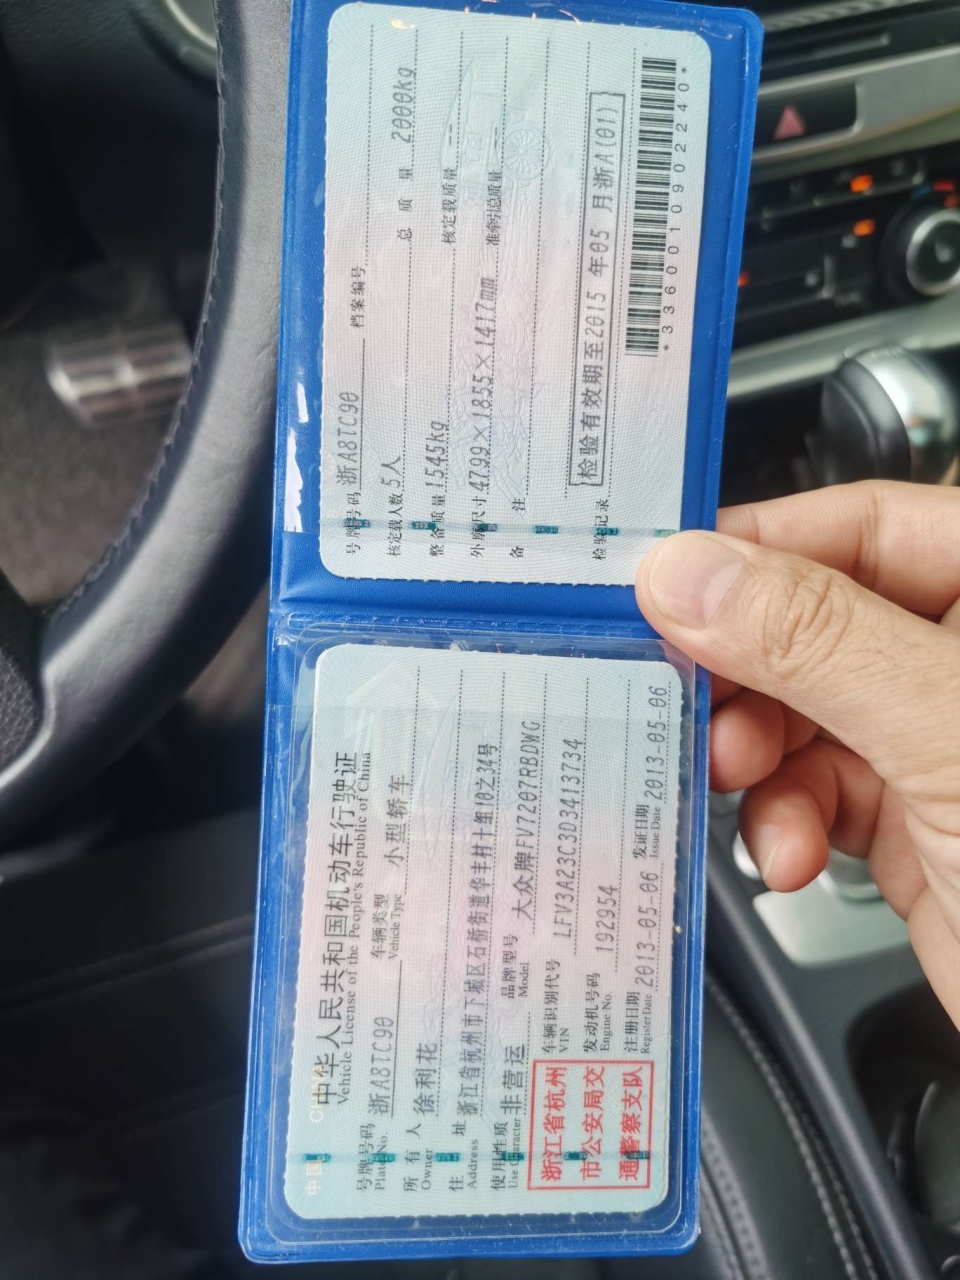 中华人民共和国机动车行驶证
Vehicle License of the People's Republic of China
号牌号码 浙A8TC90 车辆类型 小型轿车
Plate No. Vehicle Type
所有人 徐利花
Owner
住址 浙江省杭州市下城区石桥街道华丰村十组10之34号
Address
使用性质 非营运 品牌型号 大众牌FV7207RBDWG
Use Character Model
浙江省杭州
市公安局交
通警察支队
车辆识别代号 LFV3A23C3D3413734
VIN
发动机号码 192954
Engine No.
注册日期 2013-05-06 发证日期 2013-05-06
Register Date Issue Date
号牌号码 浙A8TC90 档案编号
核定载人数 5人 总质量 2000kg
整备质量 1545kg 核定载质量 --
外廓尺寸 4799×1855×1417mm 准牵引总质量 --
备注
检验记录 检验有效期至2015年05月浙A(01)
*3360010902240*